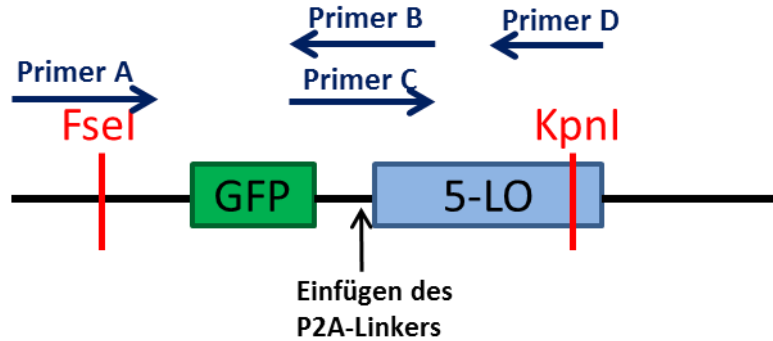 Primer B
Primer D
Primer A
Primer C
FseI
KpnI
GFP
5-LO
Einfügen des
P2A-Linkers